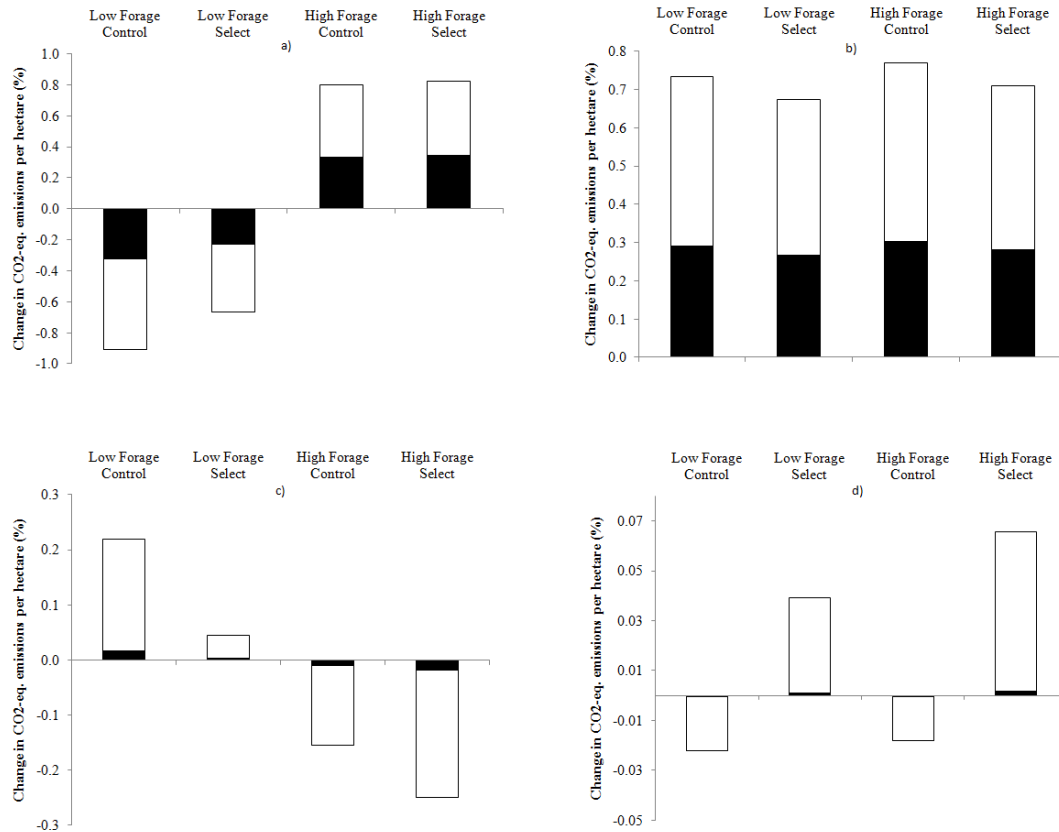 Low Forage Control
Low Forage Select
High Forage Control
High Forage Select
a)
Change in CO2-eq. emissions per hectare (%)
1.0
0.8
0.6
0.4
0.2
0.0
-0.2
-0.4
-0.6
-0.8
-1.0
Low Forage Control
Low Forage Select
High Forage Control
High Forage Select
b)
Change in CO2-eq. emissions per hectare (%)
0.8
0.7
0.6
0.5
0.4
0.3
0.2
0.1
0.0
Low Forage Control
Low Forage Select
High Forage Control
High Forage Select
c)
Change in CO2-eq. emissions per hectare (%)
0.3
0.2
0.1
0.0
-0.1
-0.2
-0.3
Low Forage Control
Low Forage Select
High Forage Control
High Forage Select
d)
Change in CO2-eq. emissions per hectare (%)
0.07
0.05
0.03
0.01
-0.01
-0.03
-0.05